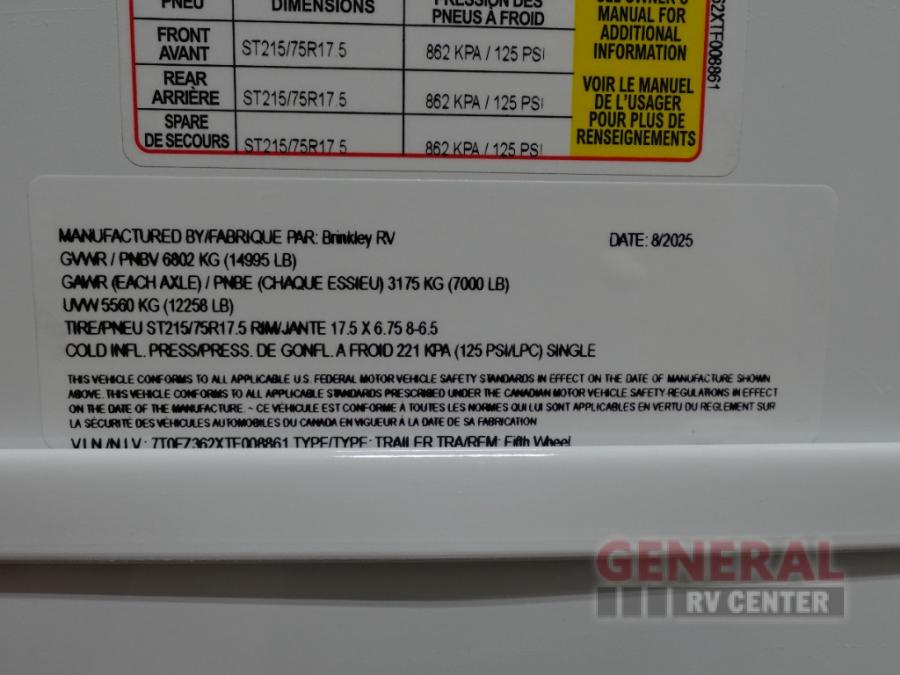 PNEU DIMENSIONS PRESSION DES PNEUS À FROID
FRONT AVANT ST215/75R17.5 862 KPA / 125 PSI
REAR ARRIÈRE ST215/75R17.5 862 KPA / 125 PSI
SPARE DE SECOURS ST215/75R17.5 862 KPA / 125 PSI
SEE OWNER'S
MANUAL FOR
ADDITIONAL
INFORMATION
VOIR LE MANUEL
DE L'USAGER
POUR PLUS DE
RENSEIGNEMENTS
MANUFACTURED BY/FABRIQUE PAR: Brinkley RV DATE: 8/2025
GVWR / PNBV 6802 KG (14995 LB)
GAWR (EACH AXLE) / PNBE (CHAQUE ESSIEU) 3175 KG (7000 LB)
UVW 5560 KG (12258 LB)
TIRE/PNEU ST215/75R17.5 RIM/JANTE 17.5 X 6.75 8-6.5
COLD INFL. PRESS/PRESS. DE GONFL. A FROID 221 KPA (125 PSI/LPC) SINGLE
THIS VEHICLE CONFORMS TO ALL APPLICABLE U.S. FEDERAL MOTOR VEHICLE SAFETY STANDARDS IN EFFECT ON THE DATE OF MANUFACTURE SHOWN
ABOVE. THIS VEHICLE CONFORMS TO ALL APPLICABLE STANDARDS PRESCRIBED UNDER THE CANADIAN MOTOR VEHICLE SAFETY REGULATIONS IN EFFECT
ON THE DATE OF THE MANUFACTURE. ~ CE VÉHICULE EST CONFORME À TOUTES LES NORMES QUI LUI SONT APPLICABLES EN VERTU DU REGLEMENT SUR
LA SÉCURITÉ DES VÉHICULES AUTOMOBILES DU CANADA EN VIGUEUR À LA DATE DE SA FABRICATION
V.I.N./N.I.V.: 7T0FZ362XTF008861 TYPE/TYPE: TRAILER TRA/REM: Fifth Wheel
GENERAL
RV CENTER